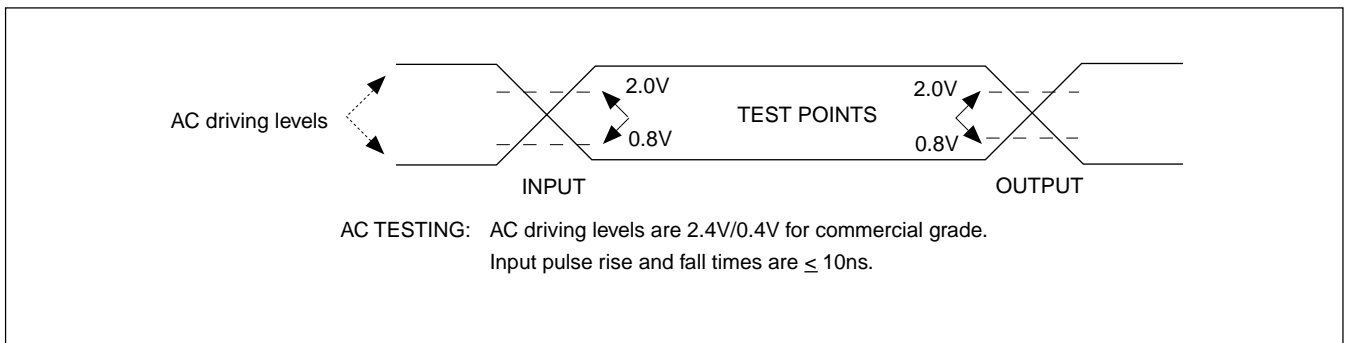 2.0V
2.0V
AC driving levels
TEST POINTS
0.8V
0.8V
INPUT
OUTPUT
AC TESTING: AC driving levels are 2.4V/0.4V for commercial grade.
Input pulse rise and fall times are ≤ 10ns.